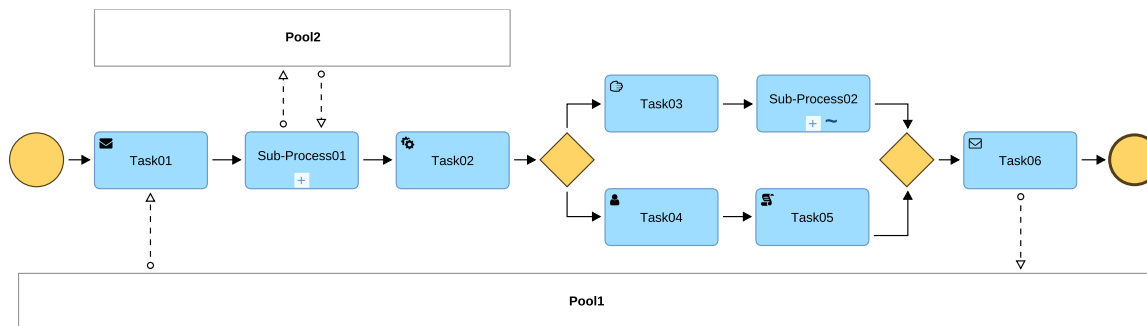 Pool2
Task03
Sub-Process02
Task01
Sub-Process01
Task02
Task06
Task04
Task05
Pool1